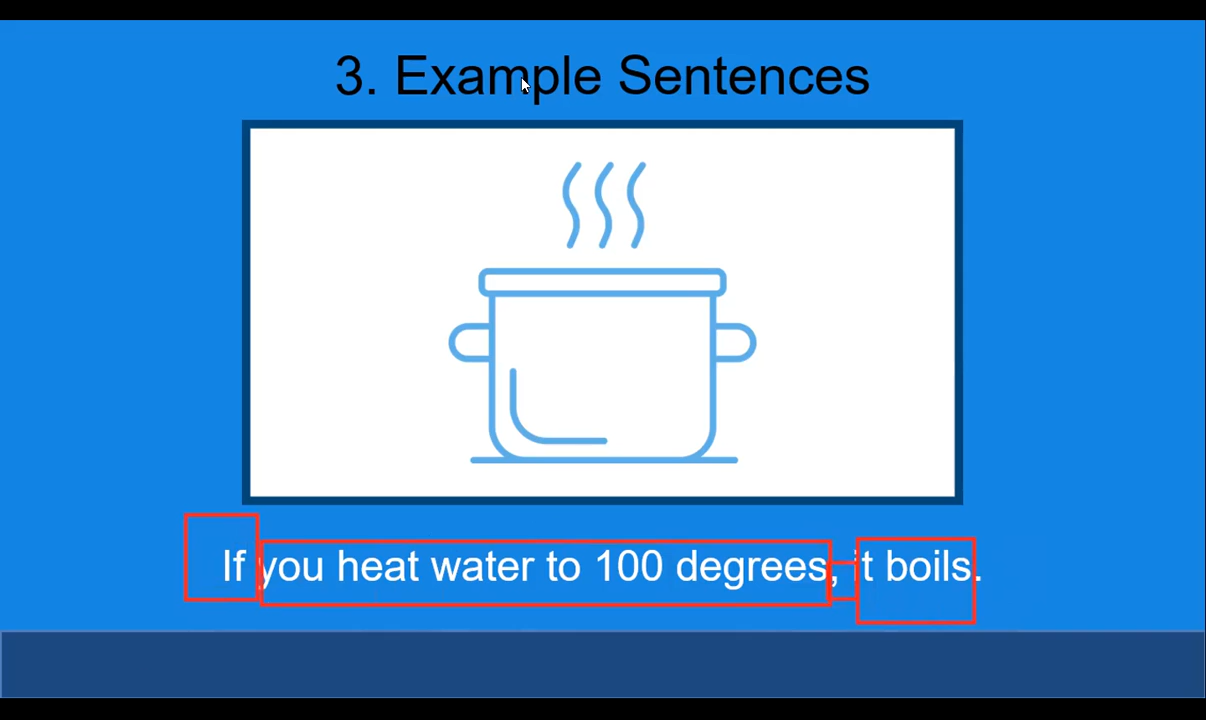 3. Example Sentences
If you heat water to 100 degrees, it boils.